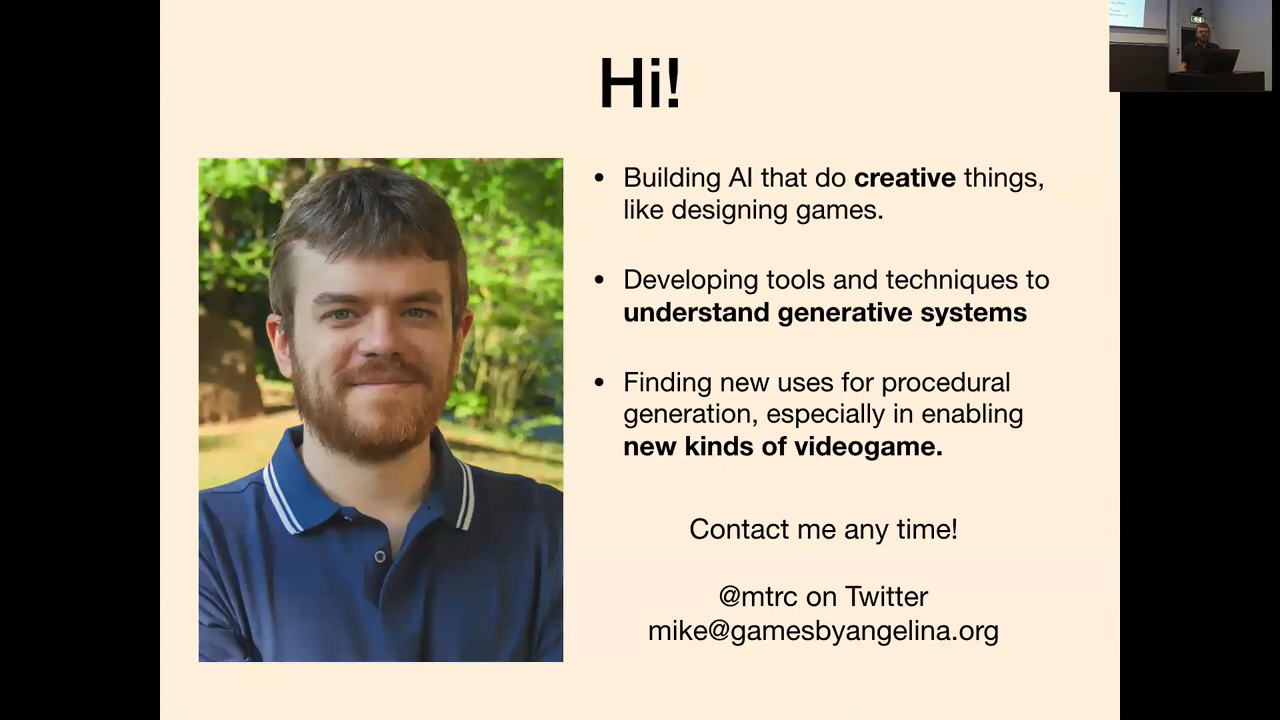 Hi!
• Building AI that do creative things,
like designing games.
• Developing tools and techniques to
understand generative systems
• Finding new uses for procedural
generation, especially in enabling
new kinds of videogame.
Contact me any time!
@mtrc on Twitter
mike@gamesbyangelina.org